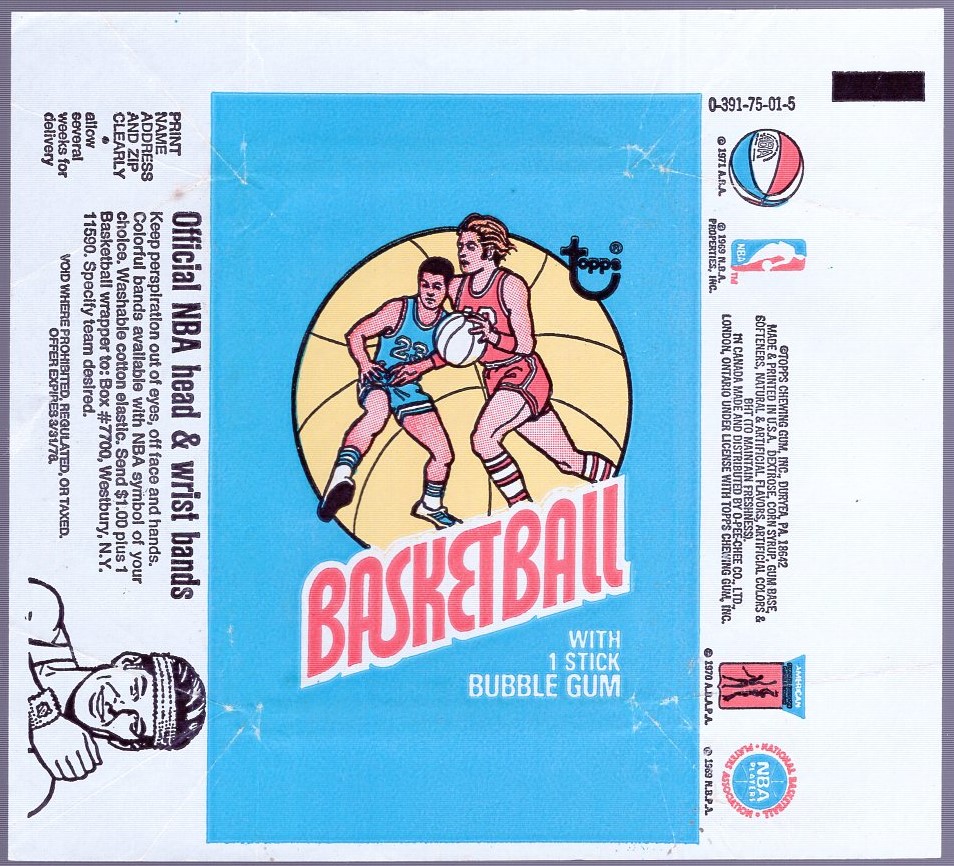 Official NBA head & wrist bands
Keep perspiration out of eyes, off face and hands.
Colorful bands available with NBA symbol of your
choice. Washable cotton elastic. Send $1.00 plus 1
Basketball wrapper to: Box #7700, Westbury, N.Y.
11590. Specify team desired.
VOID WHERE PROHIBITED, REGULATED, OR TAXED.
OFFER EXPIRES 3/31/76.
PRINT
NAME
ADDRESS
AND ZIP
CLEARLY
•
allow
several
weeks for
delivery
topps®
23
BASKETBALL
WITH
1 STICK
BUBBLE GUM
0-391-75-01-5
ABA
© 1971 A.B.A.
NBA
TM
© 1969 N.B.A.
PROPERTIES, INC.
©TOPPS CHEWING GUM, INC. DURYEA, PA. 18642
MADE & PRINTED IN U.S.A. DEXTROSE, CORN SYRUP, GUM BASE,
SOFTENERS, NATURAL & ARTIFICIAL FLAVORS, ARTIFICIAL COLORS &
BHT (TO MAINTAIN FRESHNESS).
IN CANADA MADE AND DISTRIBUTED BY O-PEE-CHEE CO., LTD.,
LONDON, ONTARIO UNDER LICENSE WITH TOPPS CHEWING GUM, INC.
AMERICAN
© 1970 A.B.A.P.A.
NATIONAL BASKETBALL
PLAYERS ASSOCIATION
NBA
PLAYERS
© 1969 N.B.P.A.